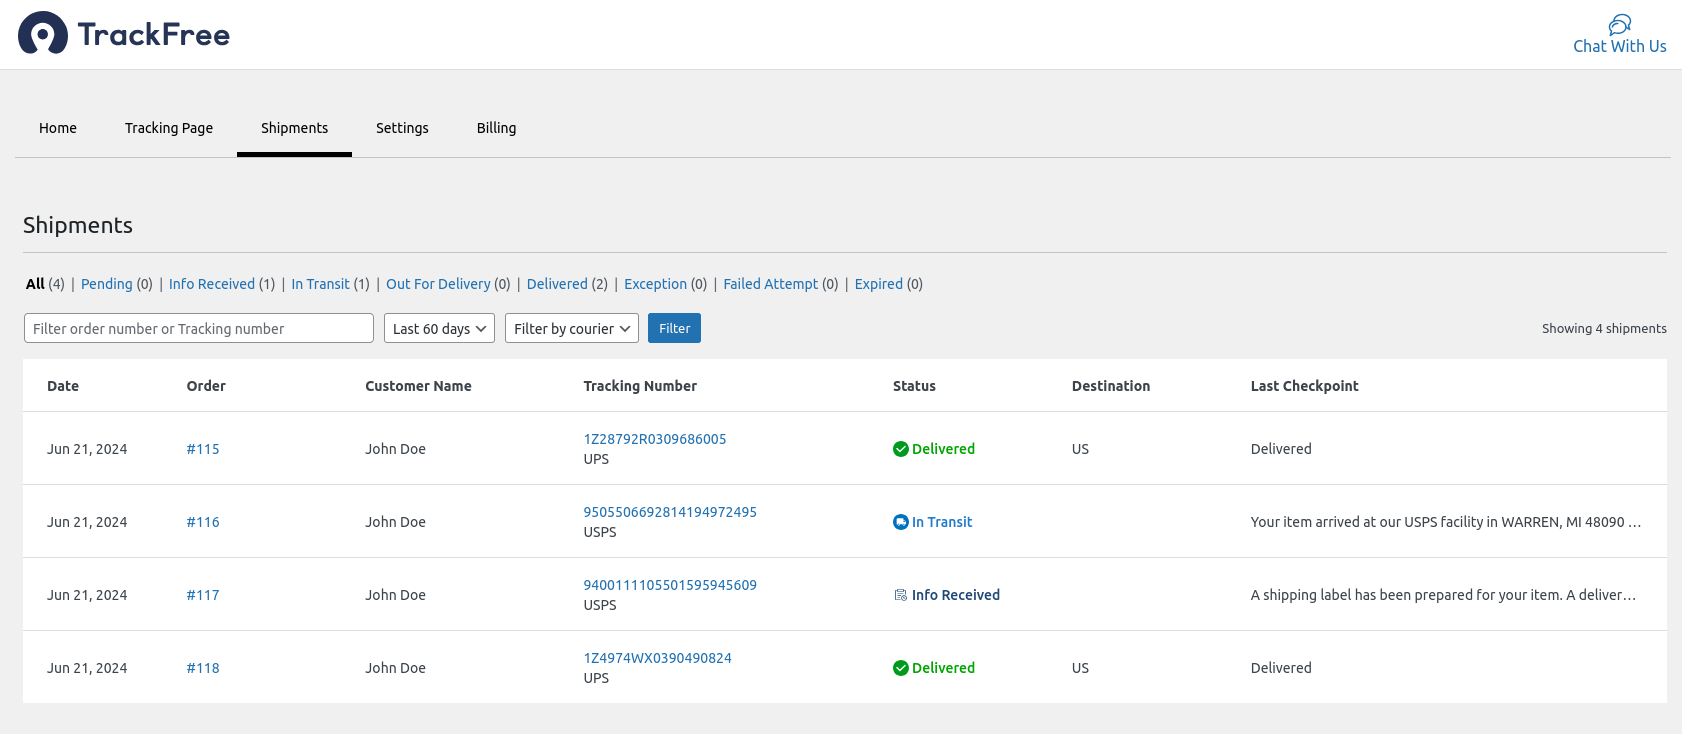 TrackFree
Chat With Us
Home Tracking Page Shipments Settings Billing
Shipments
All (4) | Pending (0) | Info Received (1) | In Transit (1) | Out For Delivery (0) | Delivered (2) | Exception (0) | Failed Attempt (0) | Expired (0)
Filter order number or Tracking number Last 60 days Filter by courier Filter Showing 4 shipments
Date Order Customer Name Tracking Number Status Destination Last Checkpoint
Jun 21, 2024 #115 John Doe 1Z28792R0309686005 Delivered US Delivered
UPS
Jun 21, 2024 #116 John Doe 9505506692814194972495 In Transit Your item arrived at our USPS facility in WARREN, MI 48090 …
USPS
Jun 21, 2024 #117 John Doe 9400111105501595945609 Info Received A shipping label has been prepared for your item. A deliver…
USPS
Jun 21, 2024 #118 John Doe 1Z4974WX0390490824 Delivered US Delivered
UPS